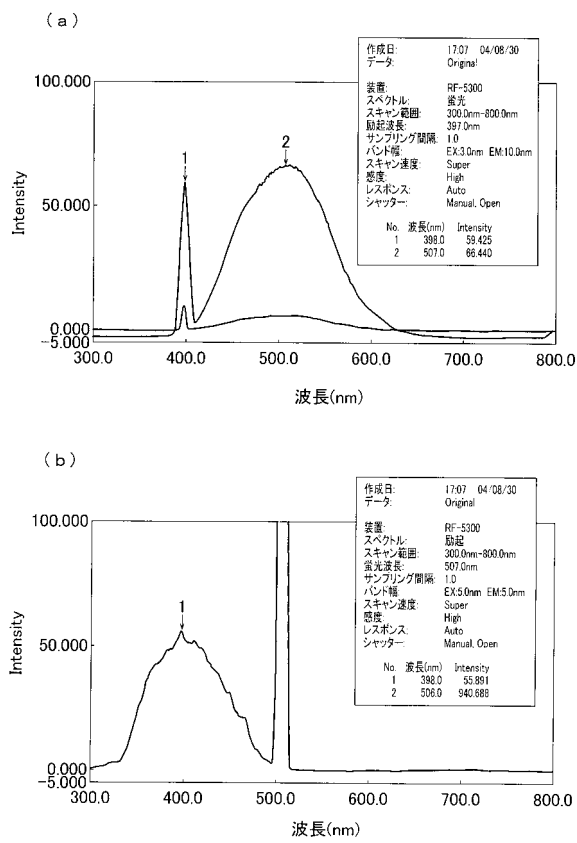 (a)
作成日: 17:07 04/08/30
データ: Original
装置: RF-5300
スペクトル: 蛍光
スキャン範囲: 300.0nm-800.0nm
励起波長: 397.0nm
サンプリング間隔: 1.0
バンド幅: EX:3.0nm EM:10.0nm
スキャン速度: Super
感度: High
レスポンス: Auto
シャッター: Manual, Open
No. 波長(nm) Intensity
1 398.0 59.425
2 507.0 66.440
100.000
50.000
0.000
-5.000
Intensity
1
2
300.0 400.0 500.0 600.0 700.0 800.0
波長(nm)
(b)
作成日: 17:07 04/08/30
データ: Original
装置: RF-5300
スペクトル: 励起
スキャン範囲: 300.0nm-800.0nm
蛍光波長: 507.0nm
サンプリング間隔: 1.0
バンド幅: EX:5.0nm EM:5.0nm
スキャン速度: Super
感度: High
レスポンス: Auto
シャッター: Manual, Open
No. 波長(nm) Intensity
1 398.0 55.891
2 506.0 940.688
100.000
50.000
0.000
-5.000
Intensity
1
300.0 400.0 500.0 600.0 700.0 800.0
波長(nm)